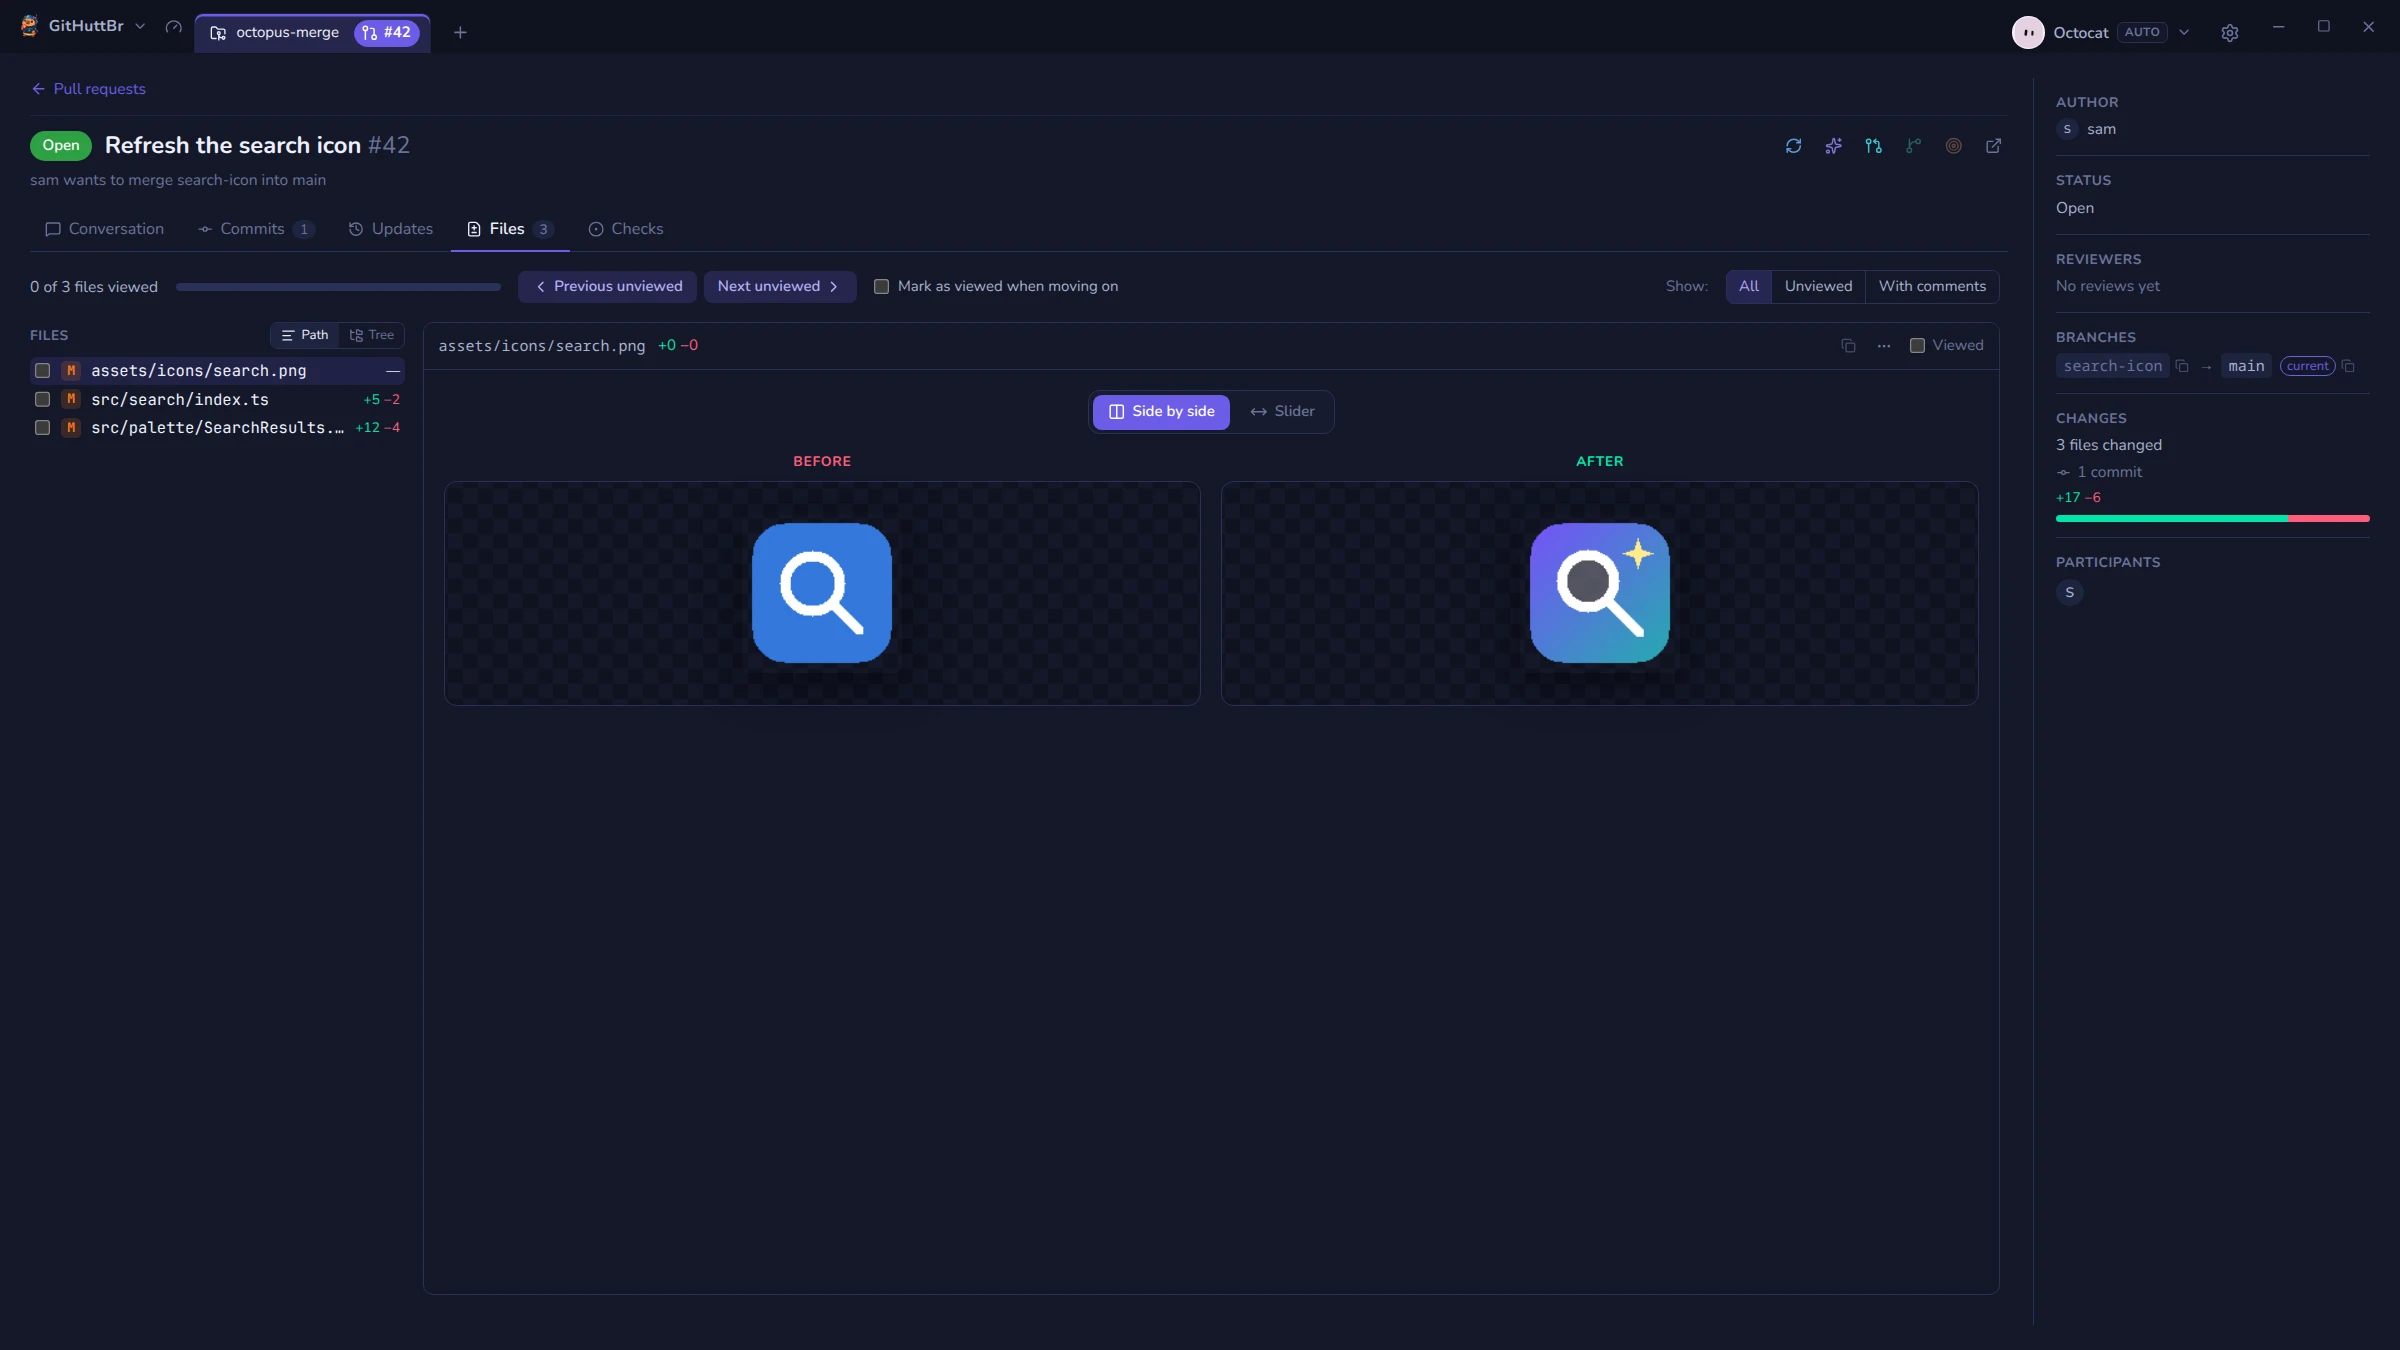 GitHuttBr
octopus-merge #42
Octocat AUTO
Pull requests
Open Refresh the search icon #42
sam wants to merge search-icon into main
Conversation Commits 1 Updates Files 3 Checks
0 of 3 files viewed Previous unviewed Next unviewed Mark as viewed when moving on Show: All Unviewed With comments
FILES Path Tree
M assets/icons/search.png —
M src/search/index.ts +5 −2
M src/palette/SearchResults.… +12 −4
assets/icons/search.png +0 −0 Viewed
Side by side Slider
BEFORE AFTER
AUTHOR
S sam
STATUS
Open
REVIEWERS
No reviews yet
BRANCHES
search-icon → main current
CHANGES
3 files changed
1 commit
+17 −6
PARTICIPANTS
S